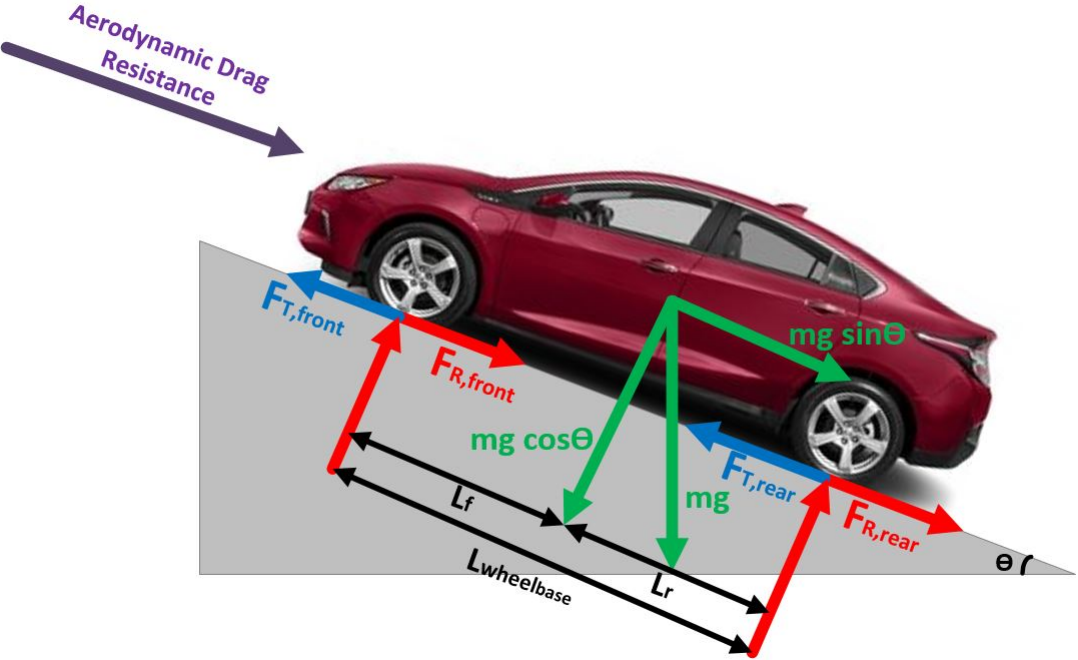 Aerodynamic Drag
Resistance
FT,front
FR,front
mg sinΘ
mg cosΘ
FT,rear
mg
FR,rear
Lf
Lr
Lwheelbase
Θ